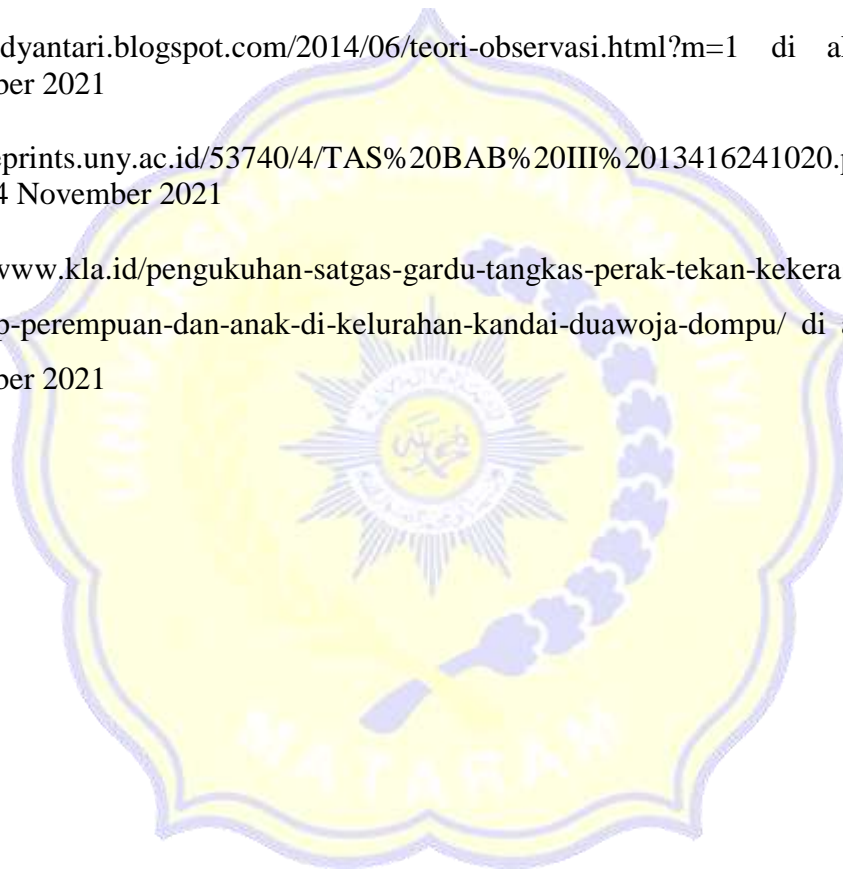 dyantari.blogspot.com/2014/06/teori-observasi.html?m=1 di a
ber 2021
eprints.uny.ac.id/53740/4/TAS%20BAB%20III%2013416241020.p
4 November 2021
www.kla.id/pengukuhan-satgas-gardu-tangkas-perak-tekan-kekera
p-perempuan-dan-anak-di-kelurahan-kandai-duawoja-dompu/ di a
ber 2021
UNIVERSITAS MUHAMMADIYAH
MATARAM